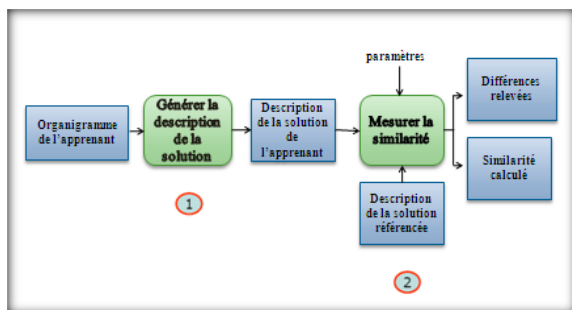 paramètres
Organigramme
de l'apprenant
Générer la
description
de la
solution
Description
de la solution
de
l'apprenant
Mesurer la
similarité
Différences
relevées
Similarité
calculé
Description
de la solution
référencée
1
2